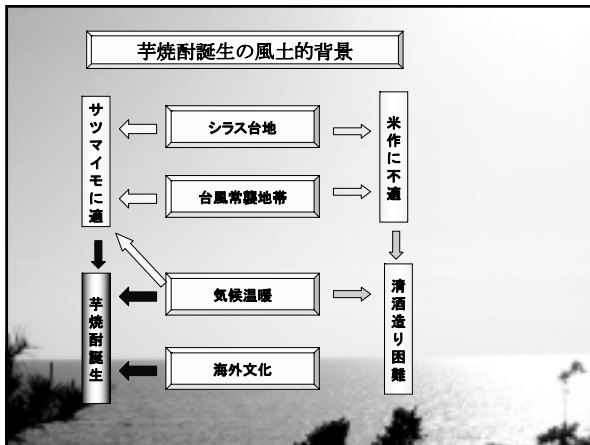 芋焼酎誕生の風土的背景
サツマイモに適
シラス台地
米作に不適
台風常襲地帯
気候温暖
芋焼酎誕生
清酒造り困難
海外文化